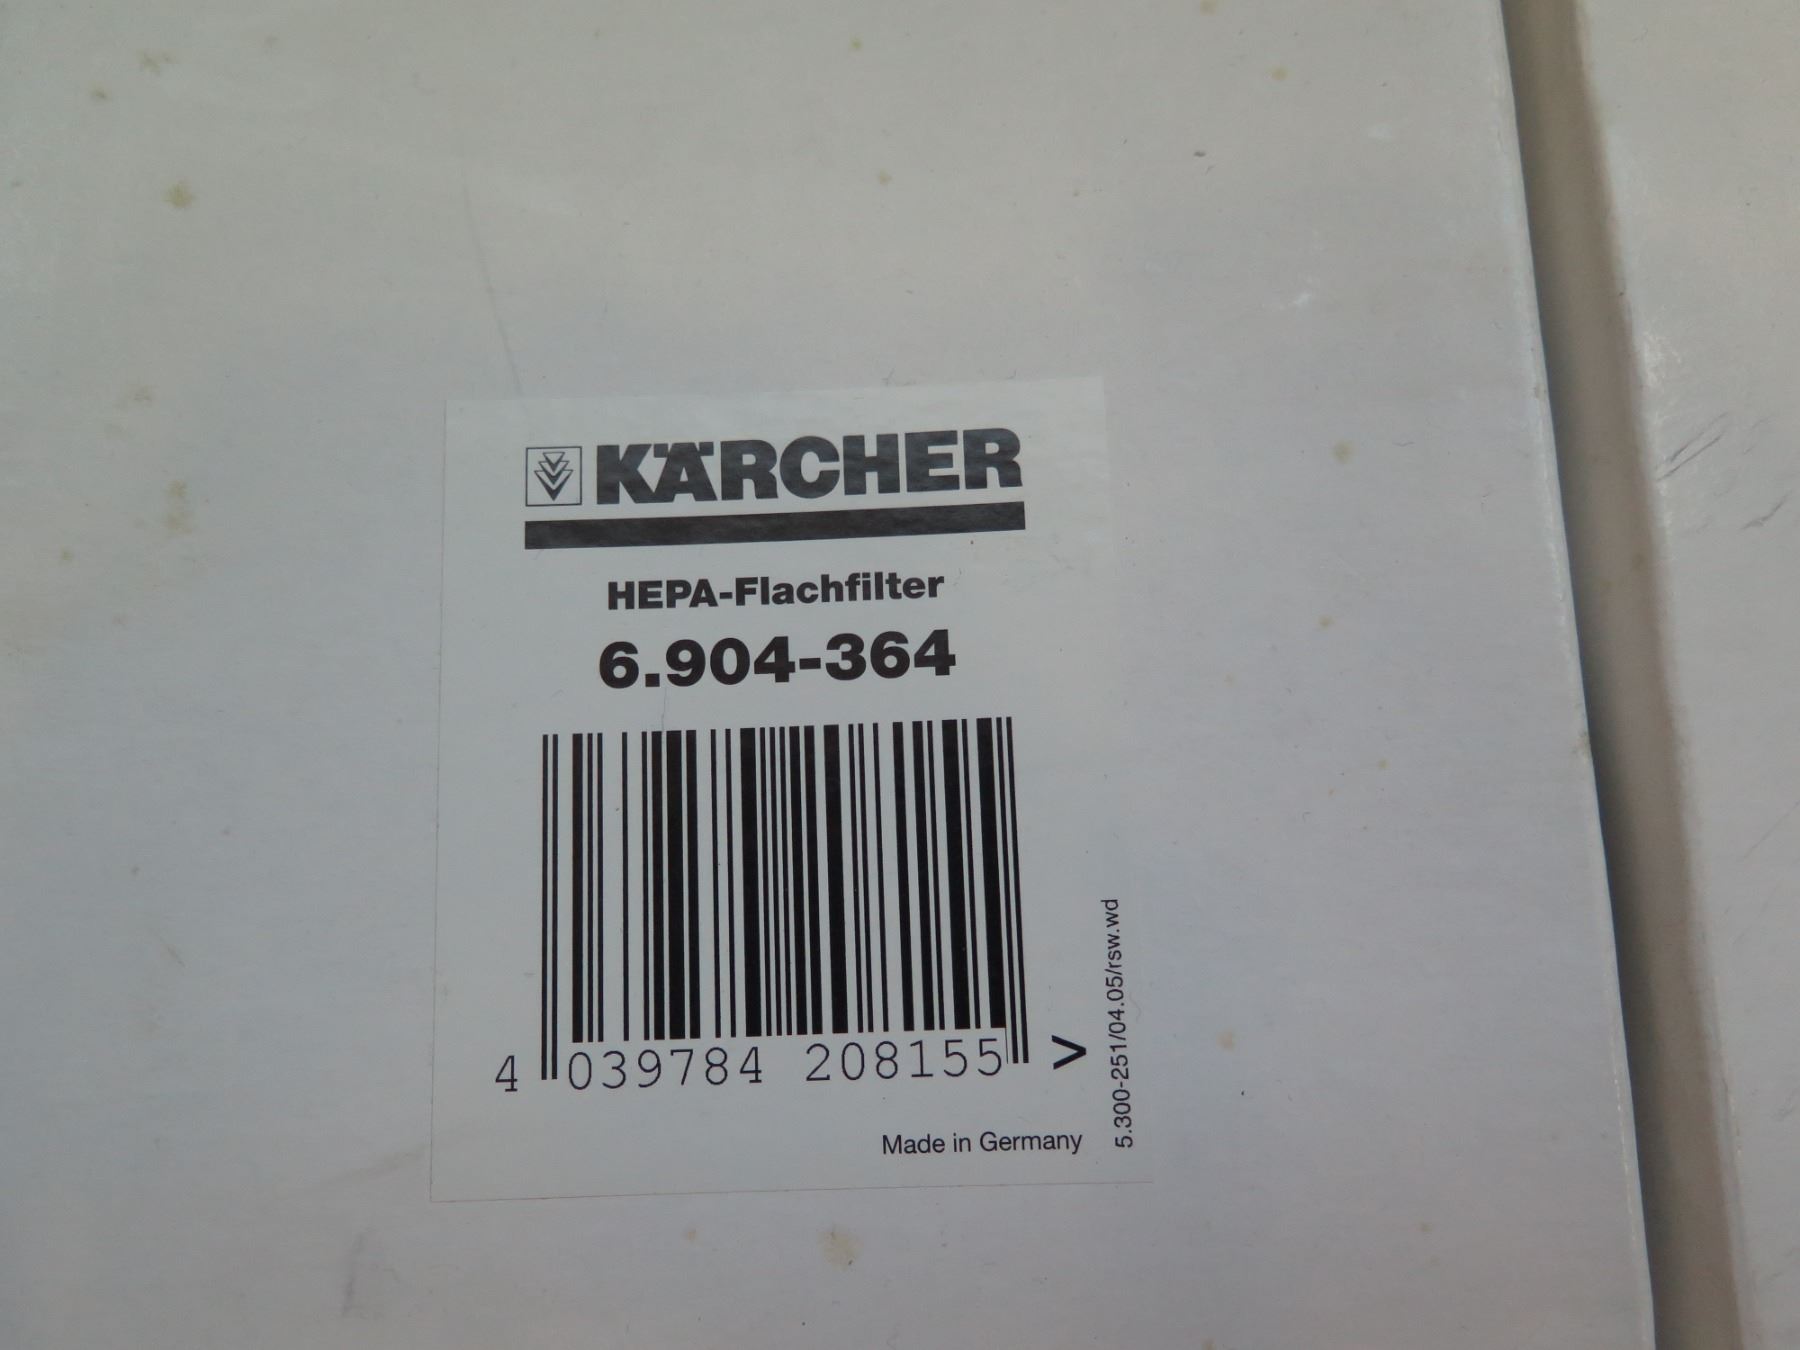 KÄRCHER
HEPA-Flachfilter
6.904-364
4 039784 208155 >
Made in Germany
5.300-251/04.05/rsw.wd